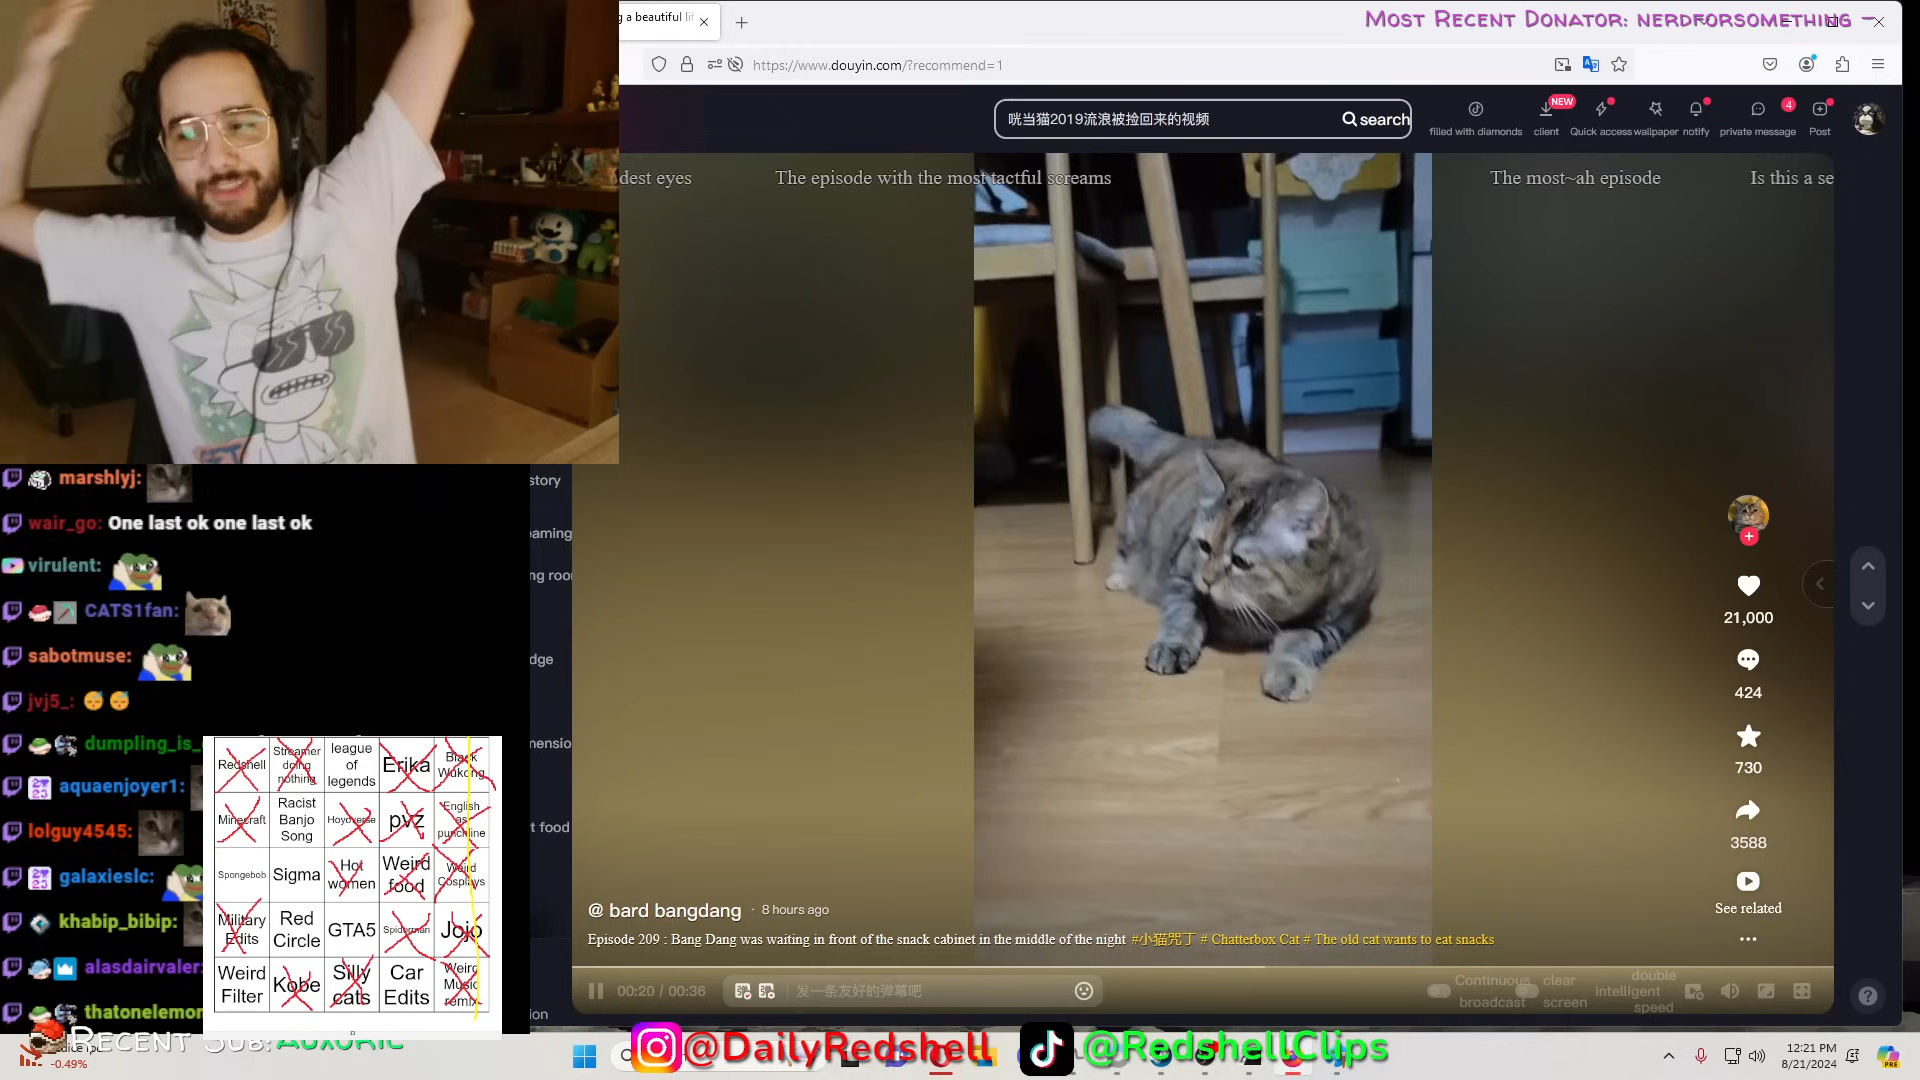 g a beautiful lif
Most Recent Donator: nerdforsomething -
https://www.douyin.com/?recommend=1
咣当猫2019流浪被捡回来的视频
search
filled with diamonds
NEW
client
Quick access
wallpaper
notify
4
private message
Post
dest eyes
The episode with the most tactful screams
The most~ah episode
Is this a se
marshlyj:
wair_go: One last ok one last ok
virulent:
CATS1fan:
sabotmuse:
jvj5_:
dumpling_is_
aquaenjoyer1:
lolguy4545:
galaxieslc:
khabip_bibip:
alasdairvaler:
thatonelemon
story
eaming
ng room
dge
mension
t food
ion
Redshell
Streamer doing nothing
league of legends
Erika
Black Wukong
Minecraft
Racist Banjo Song
Hoyoverse
pvz
English as punchline
Spongebob
Sigma
Hot women
Weird food
Weird Cosplays
Military Edits
Red Circle
GTA5
Spiderman
Jojo
Weird Filter
Kobe
Silly cats
Car Edits
Weird Music remix
21,000
424
730
3588
See related
@ bard bangdang · 8 hours ago
Episode 209 : Bang Dang was waiting in front of the snack cabinet in the middle of the night #小猫咒丁 # Chatterbox Cat # The old cat wants to eat snacks
00:20 / 00:36
发一条友好的弹幕吧
Continuous broadcast
clear screen
double intelligent speed
Recent Sub: Auxoric
-0.49%
@DailyRedshell
@RedshellClips
12:21 PM
8/21/2024
PRE